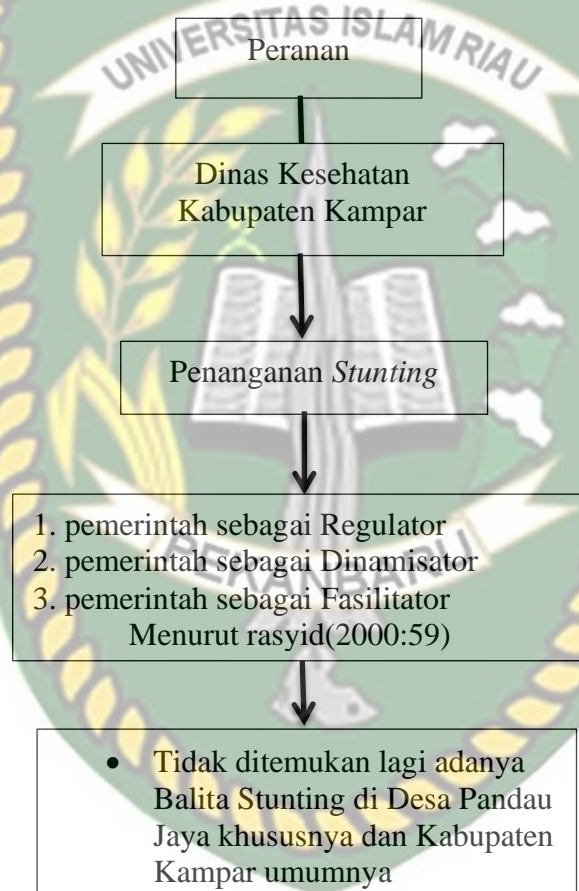 UNIVERSITAS ISLAM RIAU
Peranan
Dinas Kesehatan
Kabupaten Kampar
Penanganan Stunting
1. pemerintah sebagai Regulator
2. pemerintah sebagai Dinamisator
3. pemerintah sebagai Fasilitator
Menurut rasyid(2000:59)
PEKANBARU
• Tidak ditemukan lagi adanya
Balita Stunting di Desa Pandau
Jaya khususnya dan Kabupaten
Kampar umumnya